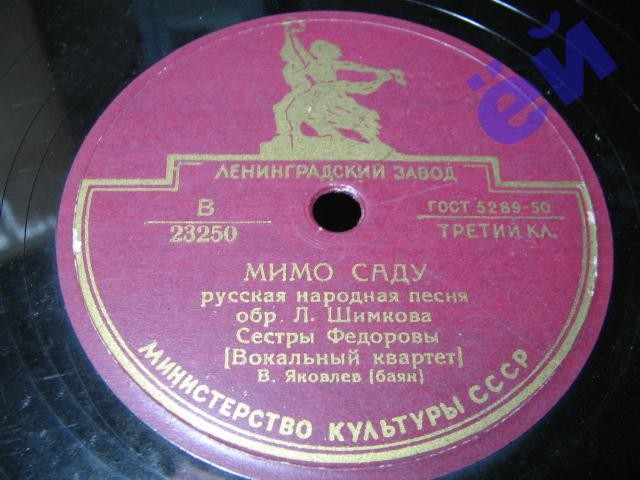 ЛЕНИНГРАДСКИЙ ЗАВОД
В
23250
ГОСТ 5289-50
ТРЕТИЙ КЛ.
МИМО САДУ
русская народная песня
обр. Л. Шимкова
Сестры Федоровы
[Вокальный квартет]
В. Яковлев [баян]
МИНИСТЕРСТВО КУЛЬТУРЫ СССР
ёй